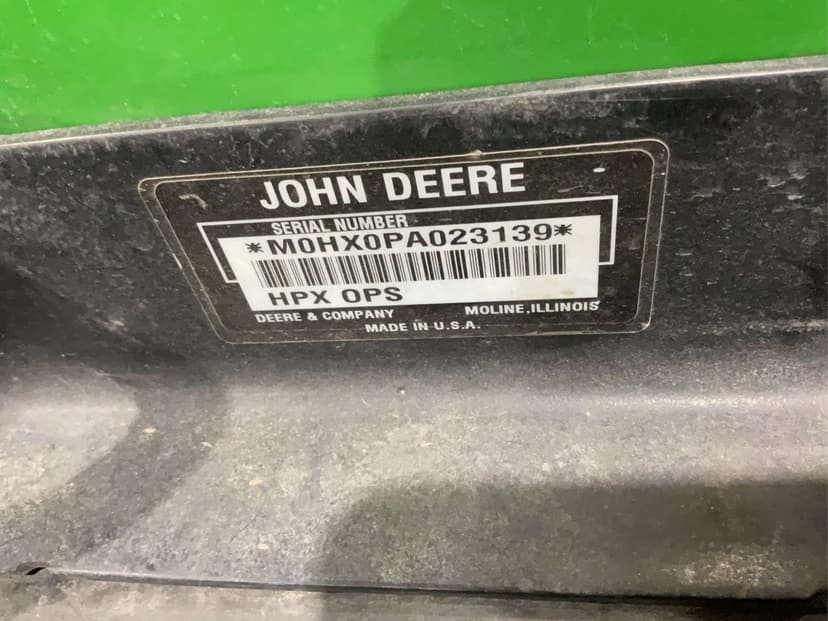 JOHN DEERE
SERIAL NUMBER
*M0HX0PA023139*
HPX OPS
DEERE & COMPANY MOLINE, ILLINOIS
MADE IN U.S.A.